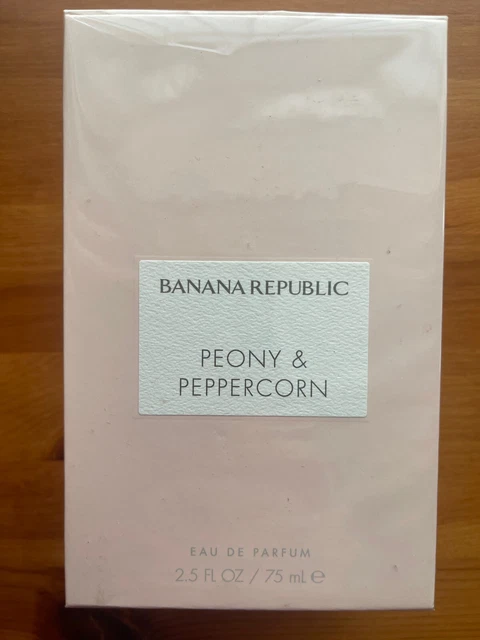 BANANA REPUBLIC
PEONY &
PEPPERCORN
EAU DE PARFUM
2.5 FL OZ / 75 mL ℮